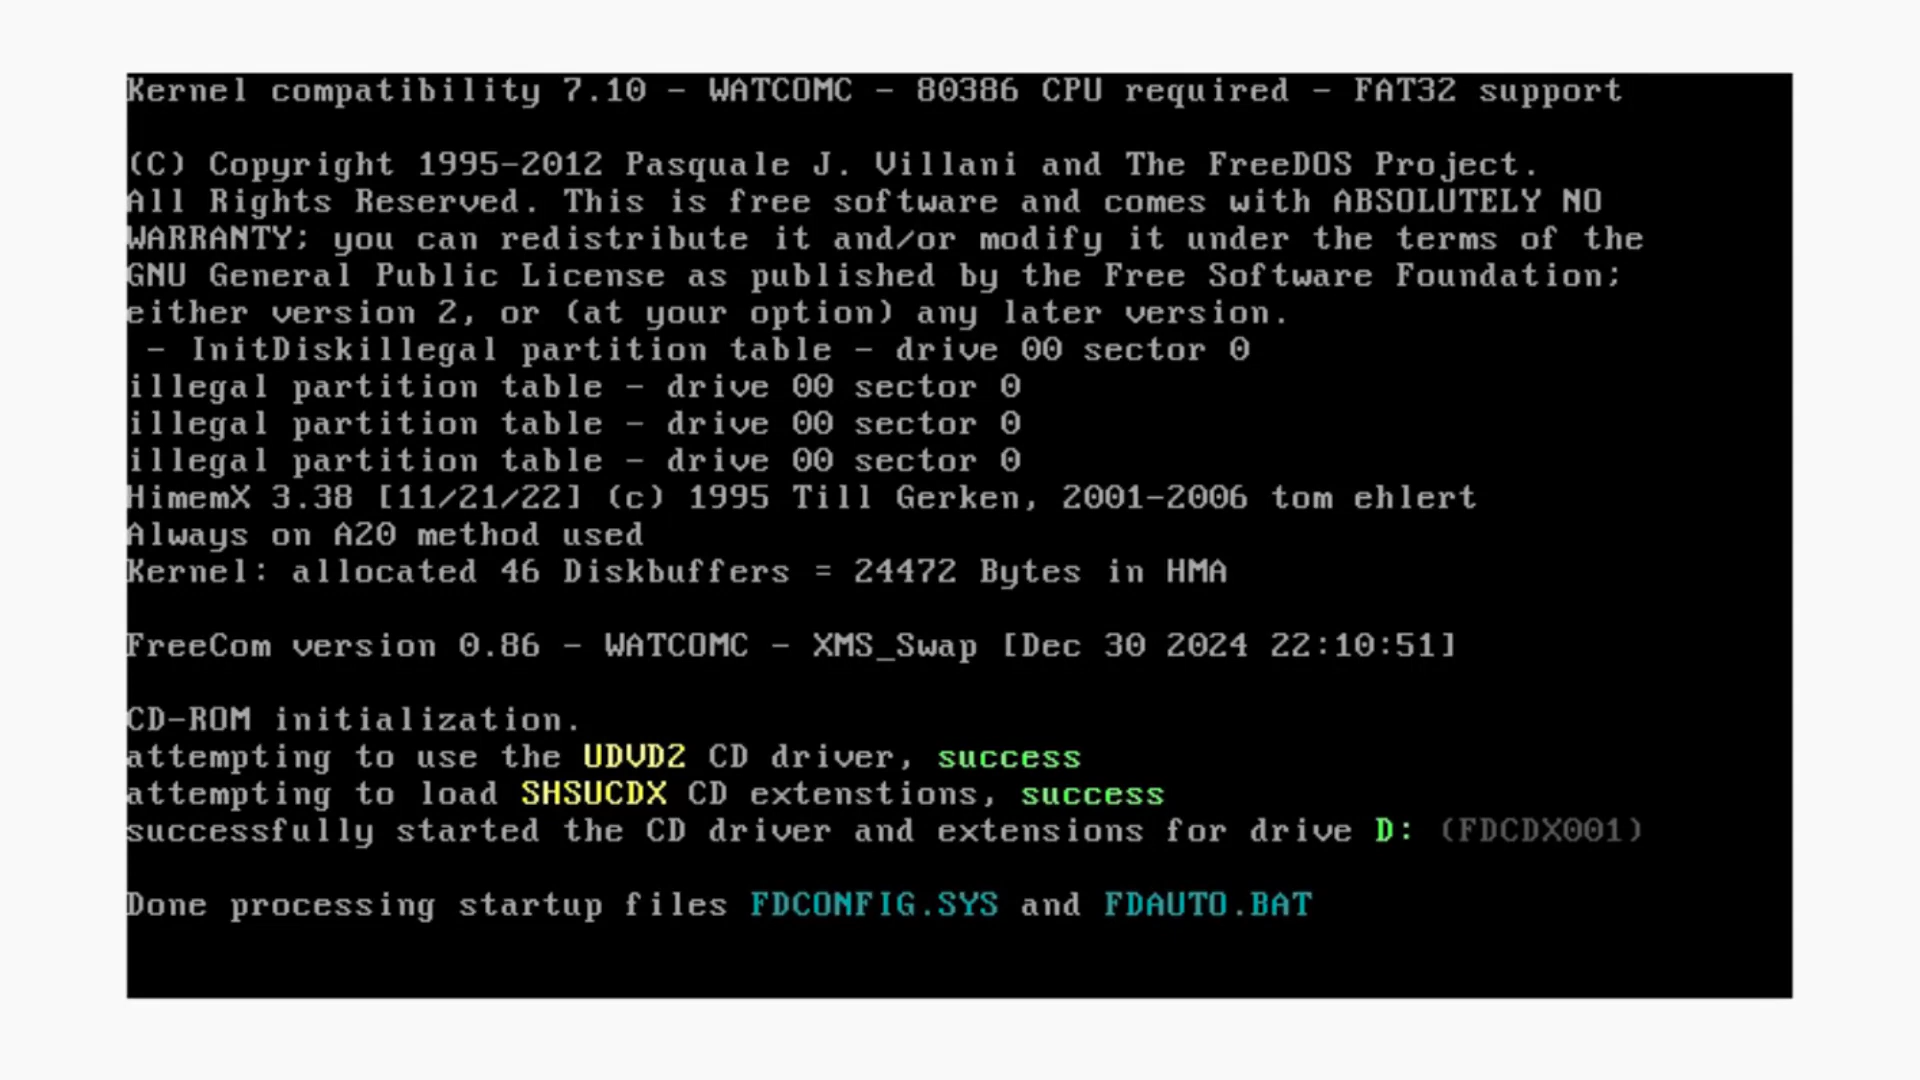 Kernel compatibility 7.10 - WATCOMC - 80386 CPU required - FAT32 support
(C) Copyright 1995-2012 Pasquale J. Villani and The FreeDOS Project.
All Rights Reserved. This is free software and comes with ABSOLUTELY NO
WARRANTY; you can redistribute it and/or modify it under the terms of the
GNU General Public License as published by the Free Software Foundation;
either version 2, or (at your option) any later version.
 - InitDiskillegal partition table - drive 00 sector 0
illegal partition table - drive 00 sector 0
illegal partition table - drive 00 sector 0
illegal partition table - drive 00 sector 0
HimemX 3.38 [11/21/22] (c) 1995 Till Gerken, 2001-2006 tom ehlert
Always on A20 method used
Kernel: allocated 46 Diskbuffers = 24472 Bytes in HMA
FreeCom version 0.86 - WATCOMC - XMS_Swap [Dec 30 2024 22:10:51]
CD-ROM initialization.
attempting to use the UDVD2 CD driver, success
attempting to load SHSUCDX CD extenstions, success
successfully started the CD driver and extensions for drive D: (FDCDX001)
Done processing startup files FDCONFIG.SYS and FDAUTO.BAT